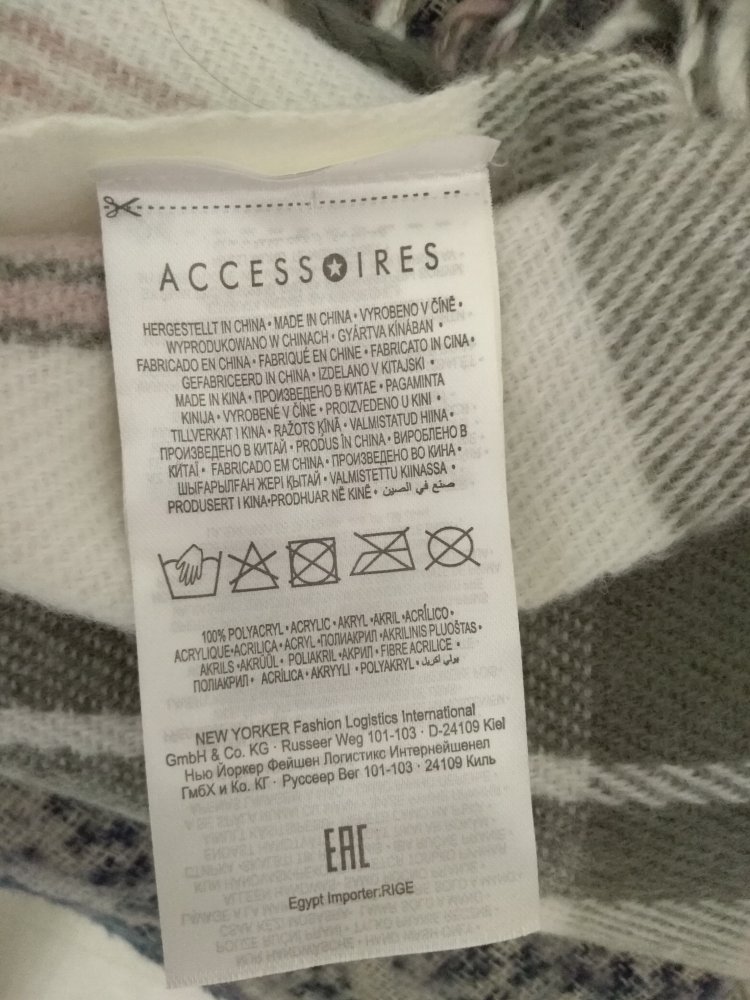 ACCESSOIRES
HERGESTELLT IN CHINA • MADE IN CHINA • VYROBENO V ČÍNĚ •
WYPRODUKOWANO W CHINACH • GYÁRTVA KÍNÁBAN •
FABRICADO EN CHINA • FABRIQUÉ EN CHINE • FABRICATO IN CINA •
GEFABRICEERD IN CHINA • IZDELANO V KITAJSKI •
MADE IN KINA • ПРОИЗВЕДЕНО В КИТАЕ • PAGAMINTA
KINIJA • VYROBENÉ V ČÍNE • PROIZVEDENO U KINI •
TILLVERKAT I KINA • RAŽOTS ĶĪNĀ • VALMISTATUD HIINA •
ПРОИЗВЕДЕНО В КИТАЙ • PRODUS ÎN CHINA • ВИРОБЛЕНО В
КИТАЇ • FABRICADO EM CHINA • ПРОИЗВЕДЕНО ВО КИНА •
ШЫҒАРЫЛҒАН ЖЕРІ ҚЫТАЙ • VALMISTETTU KIINASSA •
PRODUSERT I KINA • PRODHUAR NË KINË • صنع في الصين
100% POLYACRYL • ACRYLIC • AKRYL • AKRIL • ACRÍLICO •
ACRYLIQUE • ACRILICA • ACRYL • ПОЛИАКРИЛ • AKRILINIS PLUOŠTAS •
AKRILS • AKRÜÜL • POLIAKRIL • АКРИЛ • FIBRE ACRILICE •
ПОЛІАКРИЛ • ACRÍLICA • AKRYYLI • POLYAKRYL • بولي اكريل
NEW YORKER Fashion Logistics International
GmbH & Co. KG · Russeer Weg 101-103 · D-24109 Kiel
Нью Йоркер Фейшен Логистикс Интернейшенел
ГмбХ и Ко. КГ · Руссеер Вег 101-103 · 24109 Киль
EAC
Egypt Importer:RIGE